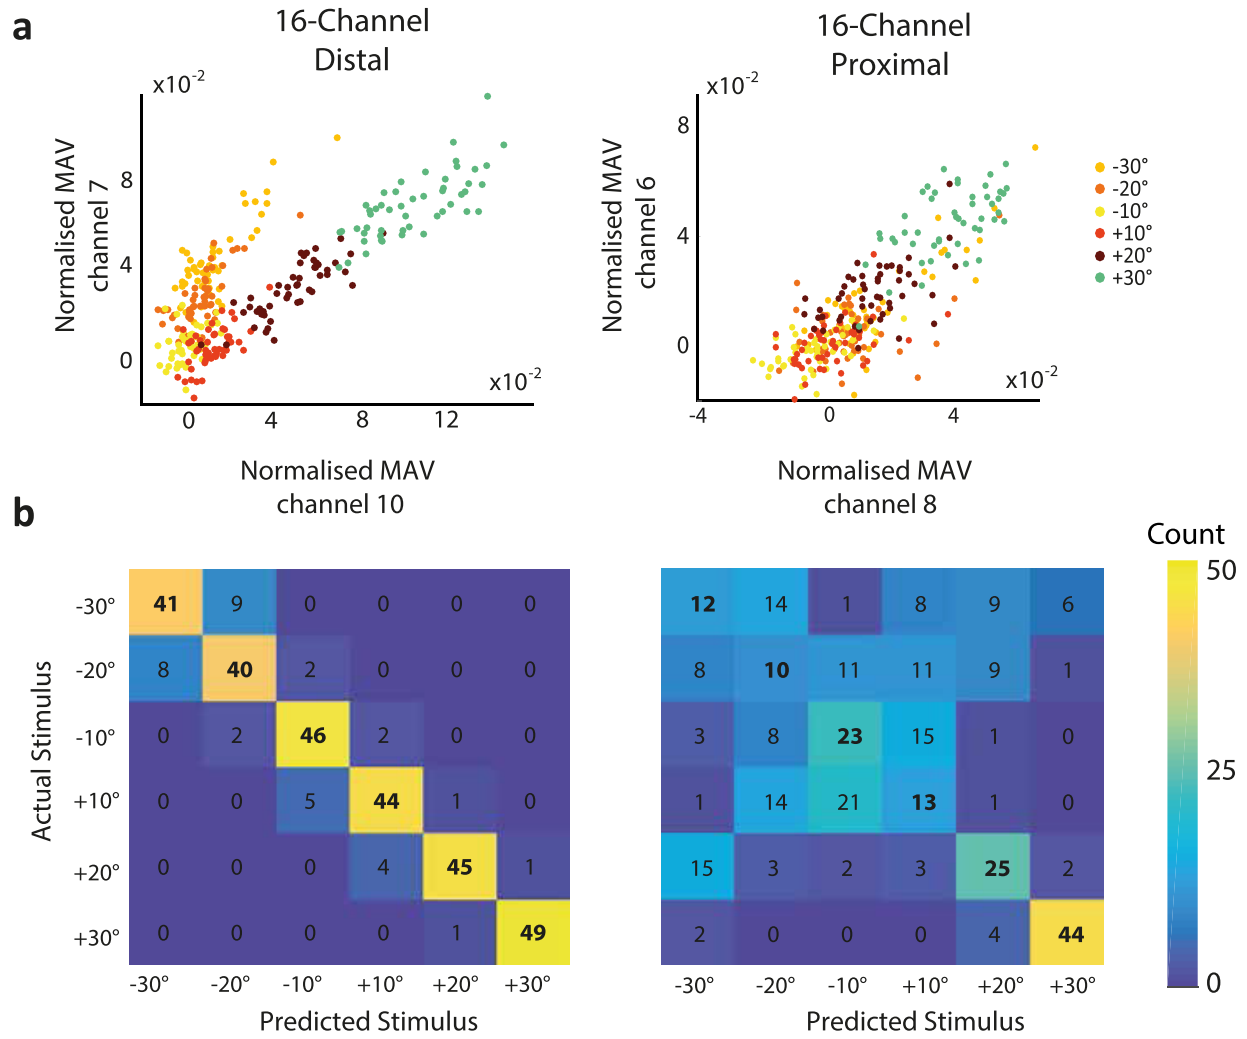 a
16-Channel
Distal
x10-2
Normalised MAV
channel 7
8
4
0
x10-2
0 4 8 12
Normalised MAV
channel 10
16-Channel
Proximal
x10-2
Normalised MAV
channel 6
8
4
0
x10-2
-4 0 4
Normalised MAV
channel 8
-30°
-20°
-10°
+10°
+20°
+30°
b
Actual Stimulus
-30° 41 9 0 0 0 0
-20° 8 40 2 0 0 0
-10° 0 2 46 2 0 0
+10° 0 0 5 44 1 0
+20° 0 0 0 4 45 1
+30° 0 0 0 0 1 49
-30° -20° -10° +10° +20° +30°
Predicted Stimulus
12 14 1 8 9 6
8 10 11 11 9 1
3 8 23 15 1 0
1 14 21 13 1 0
15 3 2 3 25 2
2 0 0 0 4 44
-30° -20° -10° +10° +20° +30°
Predicted Stimulus
Count
50
25
0